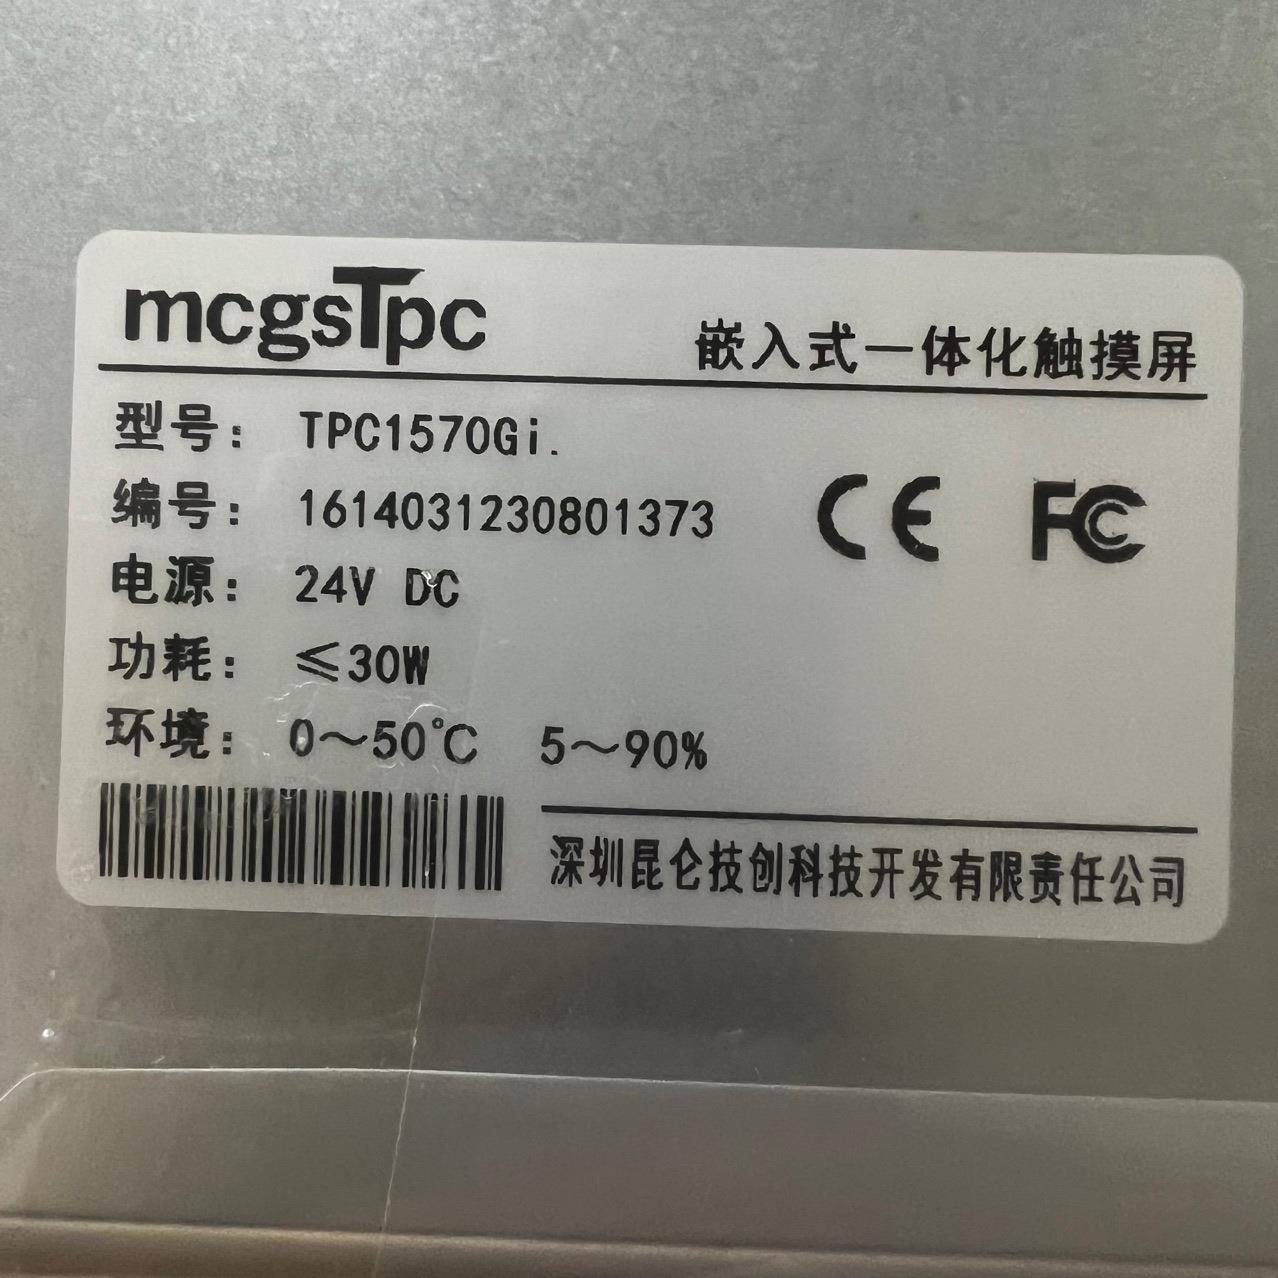 mcgsTpc
嵌入式一体化触摸屏
型号: TPC1570Gi.
编号: 1614031230801373
CE FC
电源: 24V DC
功耗: ≤30W
环境: 0～50℃ 5～90%
深圳昆仑技创科技开发有限责任公司